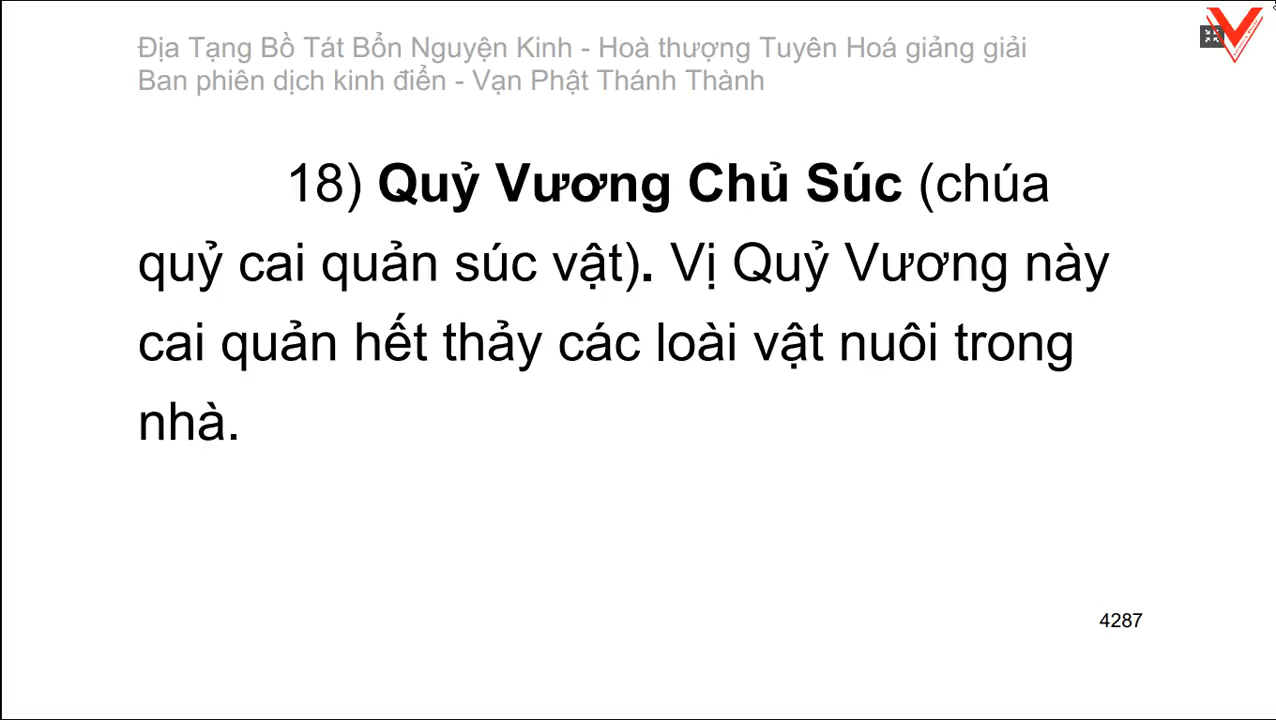 Địa Tạng Bồ Tát Bổn Nguyện Kinh - Hoà thượng Tuyên Hoá giảng giải
Ban phiên dịch kinh điển - Vạn Phật Thánh Thành
18) Quỷ Vương Chủ Súc (chúa
quỷ cai quản súc vật). Vị Quỷ Vương này
cai quản hết thảy các loài vật nuôi trong
nhà.
4287